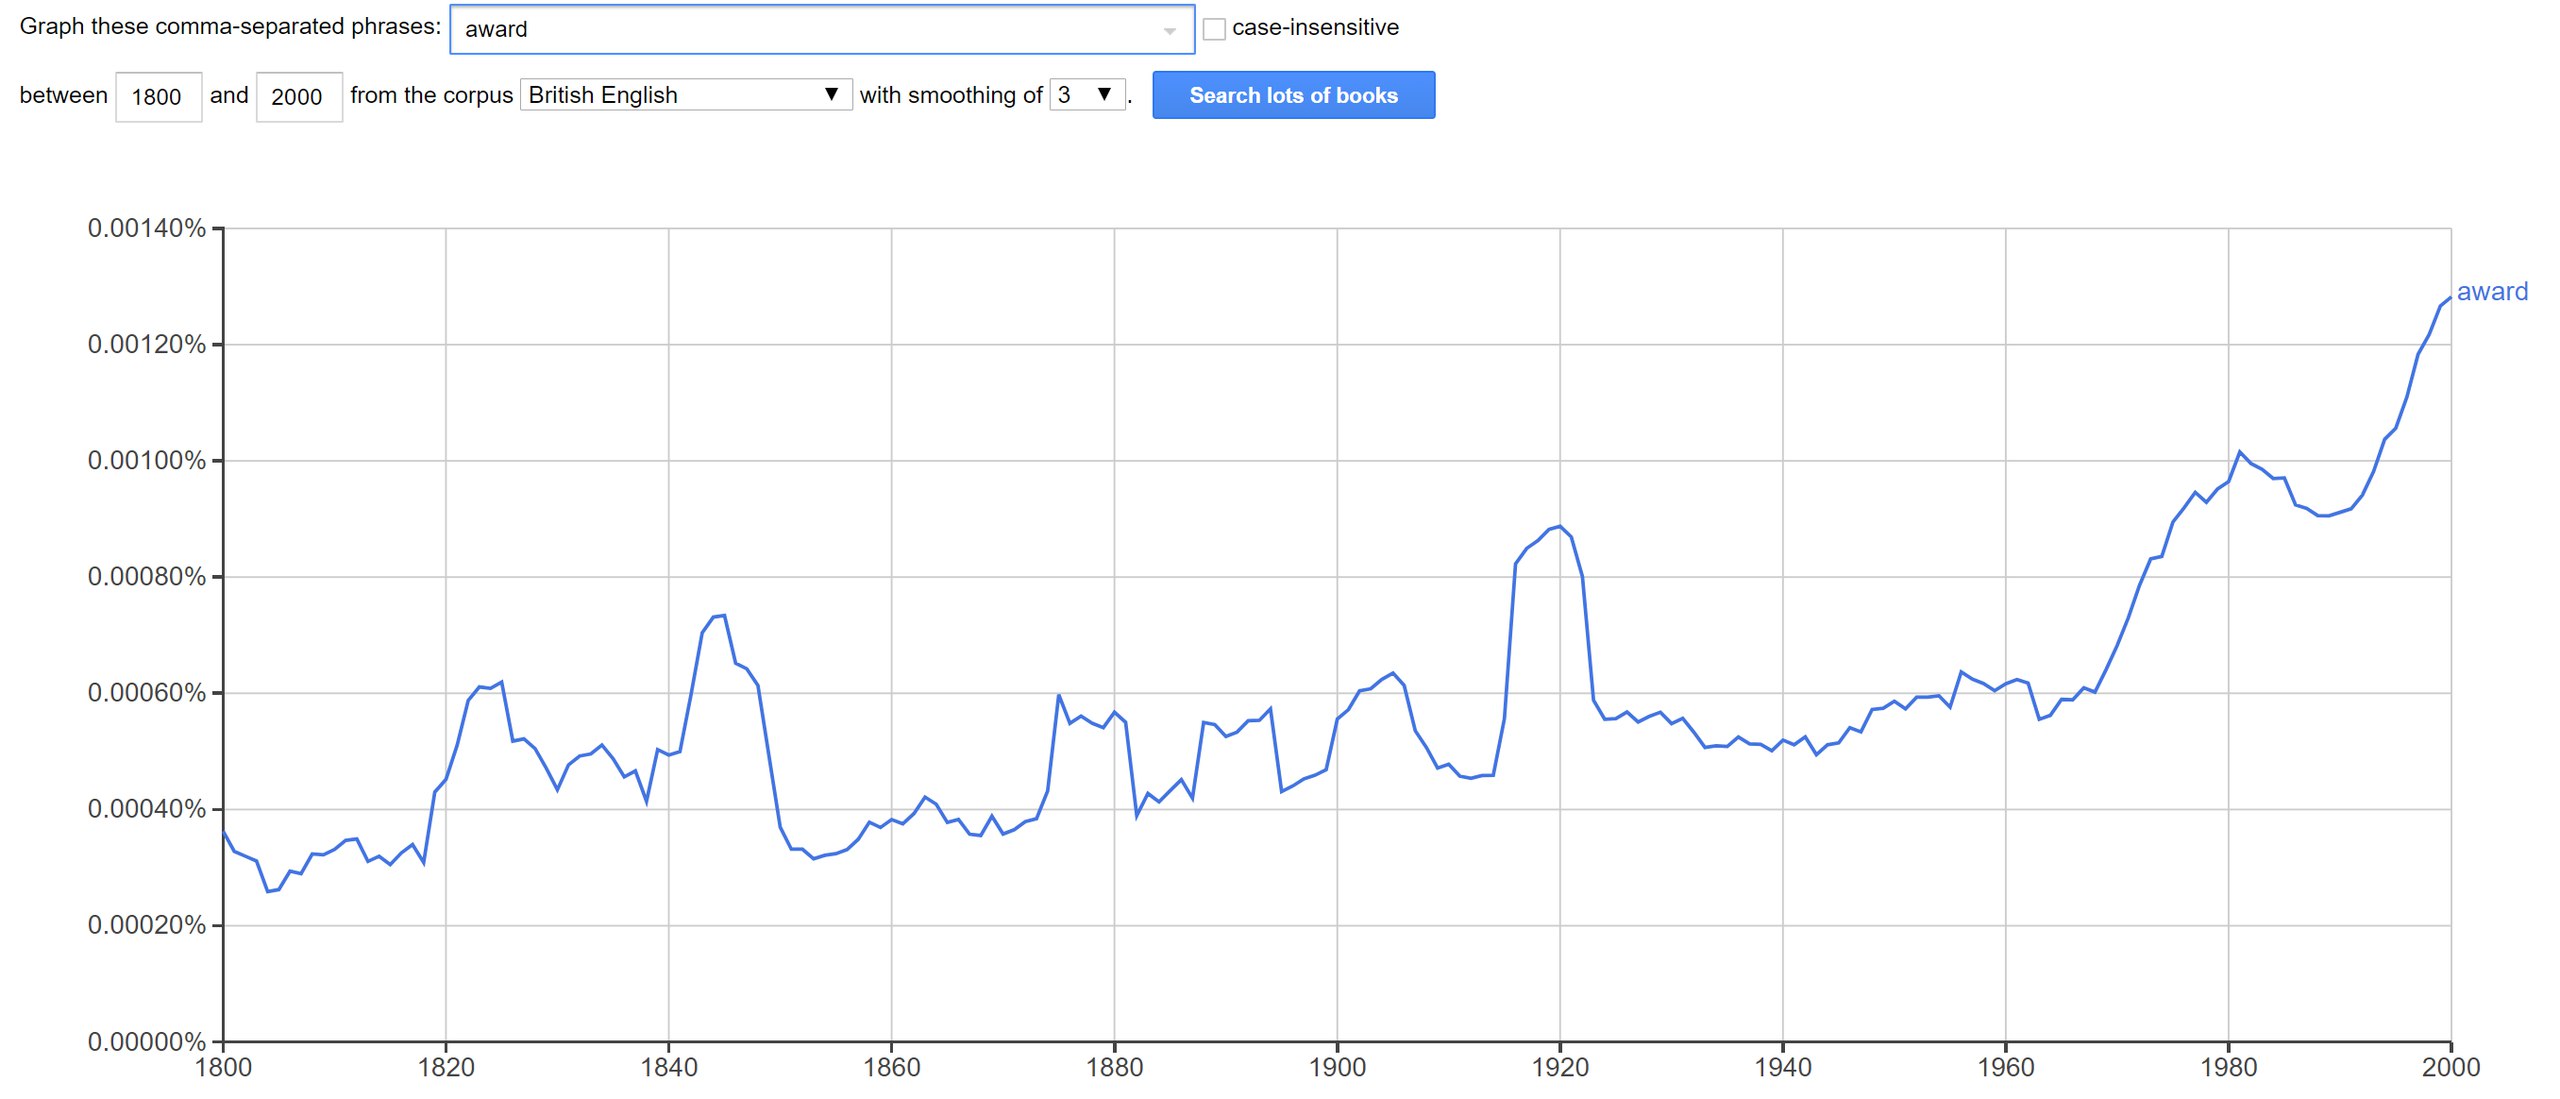 Graph these comma-separated phrases: award case-insensitive
between 1800 and 2000 from the corpus British English with smoothing of 3 . Search lots of books
0.00140%
award
0.00120%
0.00100%
0.00080%
0.00060%
0.00040%
0.00020%
0.00000%
1800 1820 1840 1860 1880 1900 1920 1940 1960 1980 2000